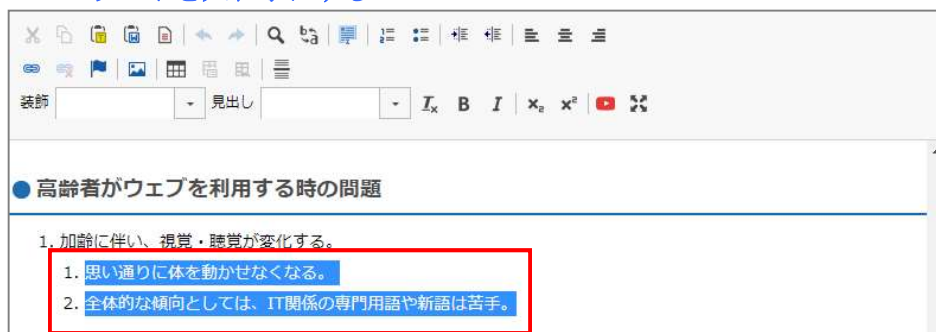 装飾
見出し
高齢者がウェブを利用する時の問題
1. 加齢に伴い、視覚・聴覚が変化する。
1. 思い通りに体を動かせなくなる。
2. 全体的な傾向としては、IT関係の専門用語や新語は苦手。